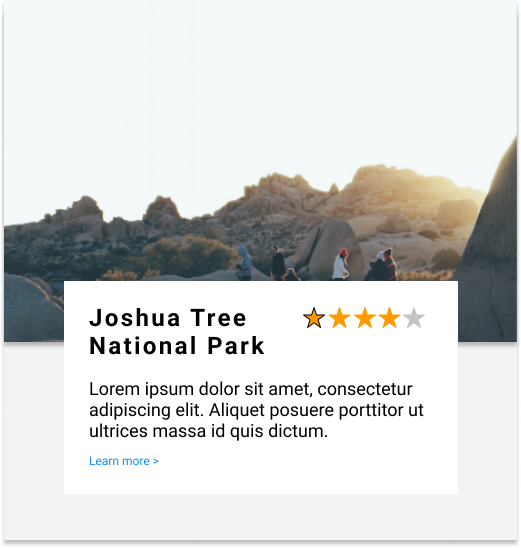 Joshua Tree
National Park
Lorem ipsum dolor sit amet, consectetur
adipiscing elit. Aliquet posuere porttitor ut
ultrices massa id quis dictum.
Learn more >